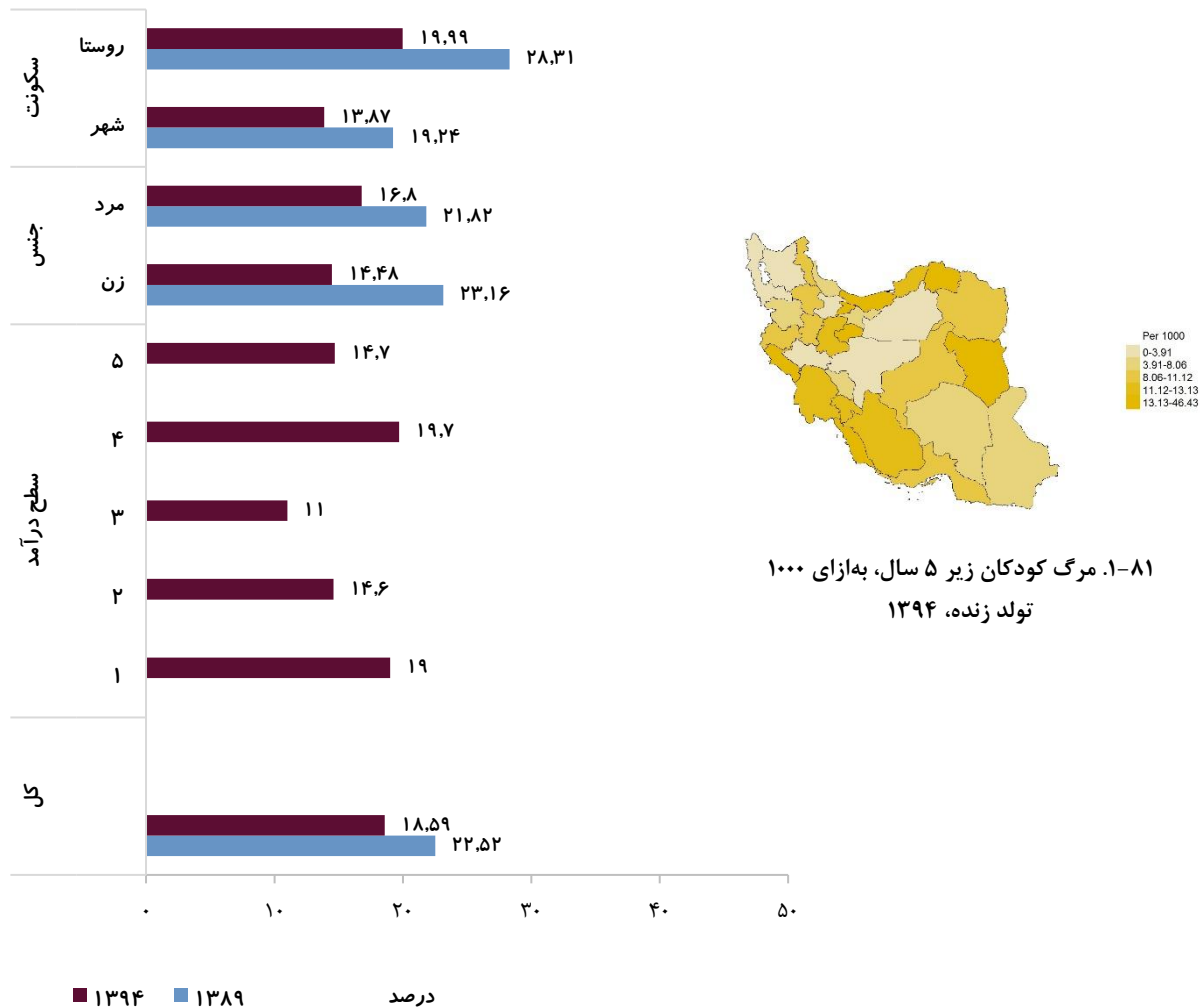 سکونت
روستا
۱۹,۹۹
۲۸,۳۱
شهر
۱۳,۸۷
۱۹,۲۴
جنس
مرد
۱۶,۸
۲۱,۸۲
زن
۱۴,۴۸
۲۳,۱۶
سطح درآمد
۵
۱۴,۷
۴
۱۹,۷
۳
۱۱
۲
۱۴,۶
۱
۱۹
کل
۱۸,۵۹
۲۲,۵۲
۰ ۱۰ ۲۰ ۳۰ ۴۰ ۵۰
۱۳۹۴ ۱۳۸۹ درصد
Per 1000
0-3.91
3.91-8.06
8.06-11.12
11.12-13.13
13.13-46.43
۱-۸۱. مرگ کودکان زیر ۵ سال، به‌ازای ۱۰۰۰
تولد زنده، ۱۳۹۴